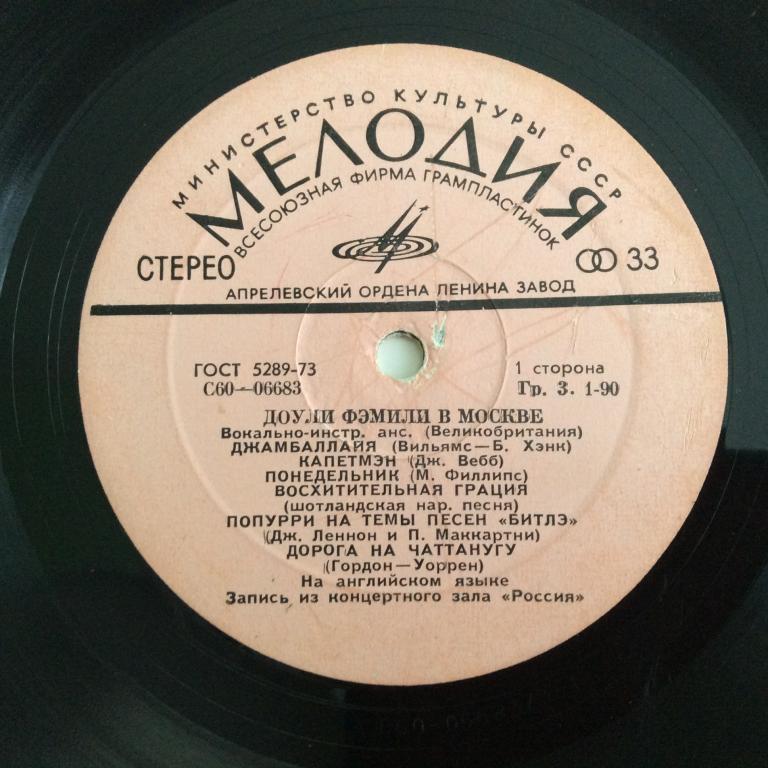 МИНИСТЕРСТВО КУЛЬТУРЫ СССР
МЕЛОДИЯ
ВСЕСОЮЗНАЯ ФИРМА ГРАМПЛАСТИНОК
СТЕРЕО
33
АПРЕЛЕВСКИЙ ОРДЕНА ЛЕНИНА ЗАВОД
ГОСТ 5289-73
1 сторона
С60—06683
Гр. 3. 1-90
ДОУЛИ ФЭМИЛИ В МОСКВЕ
Вокально-инстр. анс. (Великобритания)
ДЖАМБАЛЛАЙЯ (Вильямс—Б. Хэнк)
КАПЕТМЭН (Дж. Вебб)
ПОНЕДЕЛЬНИК (М. Филлипс)
ВОСХИТИТЕЛЬНАЯ ГРАЦИЯ
(шотландская нар. песня)
ПОПУРРИ НА ТЕМЫ ПЕСЕН «БИТЛЭ»
(Дж. Леннон и П. Маккартни)
ДОРОГА НА ЧАТТАНУГУ
(Гордон—Уоррен)
На английском языке
Запись из концертного зала «Россия»